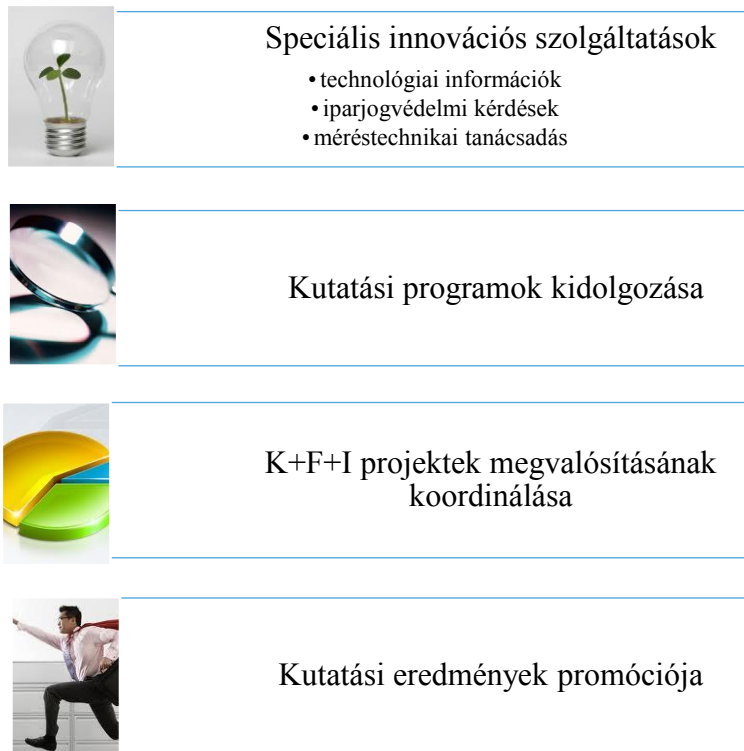 Speciális innovációs szolgáltatások
• technológiai információk
• iparjogvédelmi kérdések
• méréstechnikai tanácsadás
Kutatási programok kidolgozása
K+F+I projektek megvalósításának
koordinálása
Kutatási eredmények promóciója